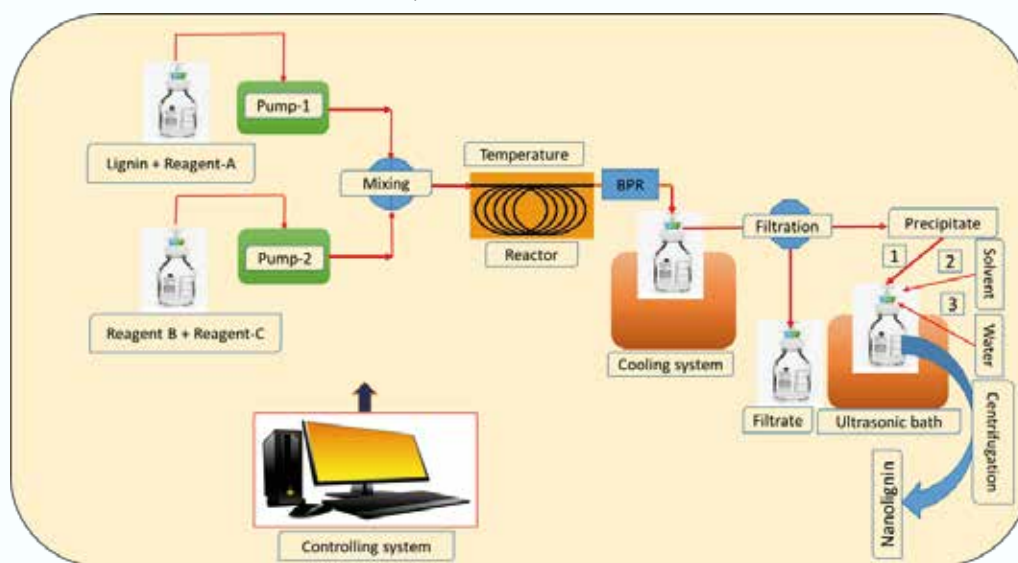 Pump-1
Lignin + Reagent-A
Mixing
Temperature
Reactor
BPR
Pump-2
Reagent B + Reagent-C
Filtration
Precipitate
1
2
3
Solvent
Water
Cooling system
Filtrate
Ultrasonic bath
Centrifugation
Nanolignin
Controlling system